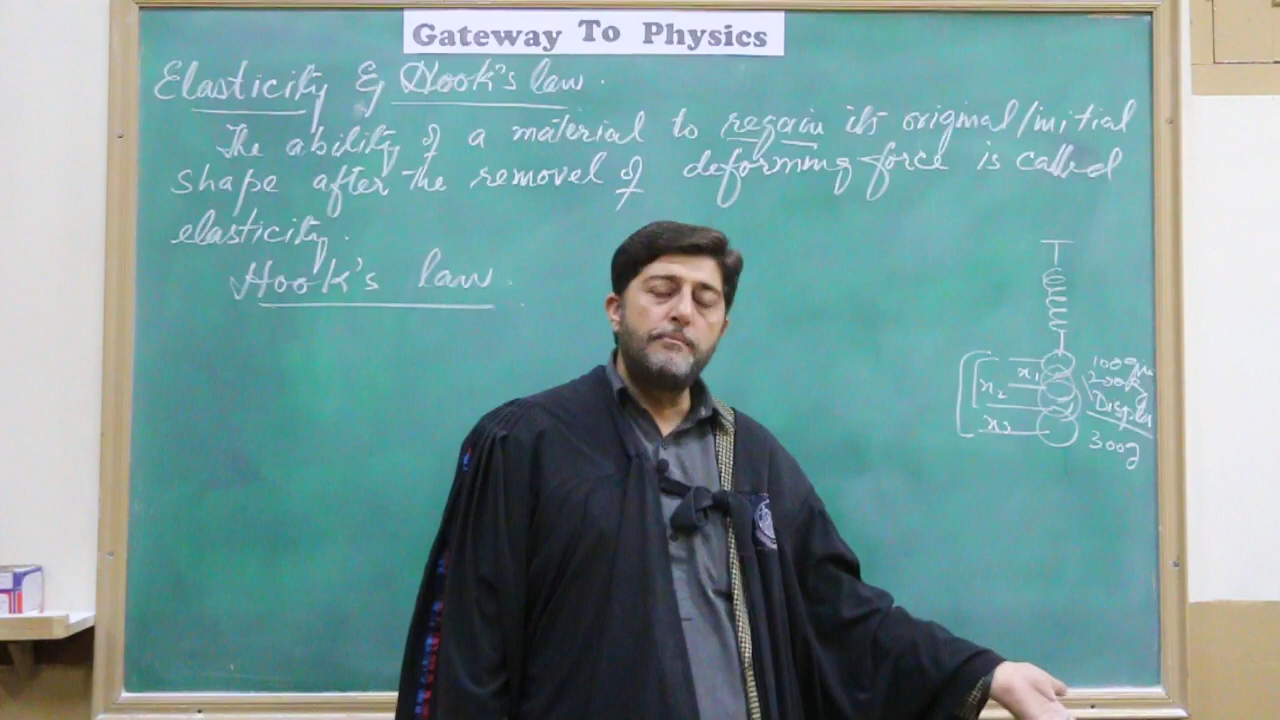 Gateway To Physics
Elasticity & Hook's law.
The ability of a material to regain its original/initial
shape after the removel of deforming force is called
elasticity.
Hook's law.
100gm
x1
200g
x2
Displa
x3
300g